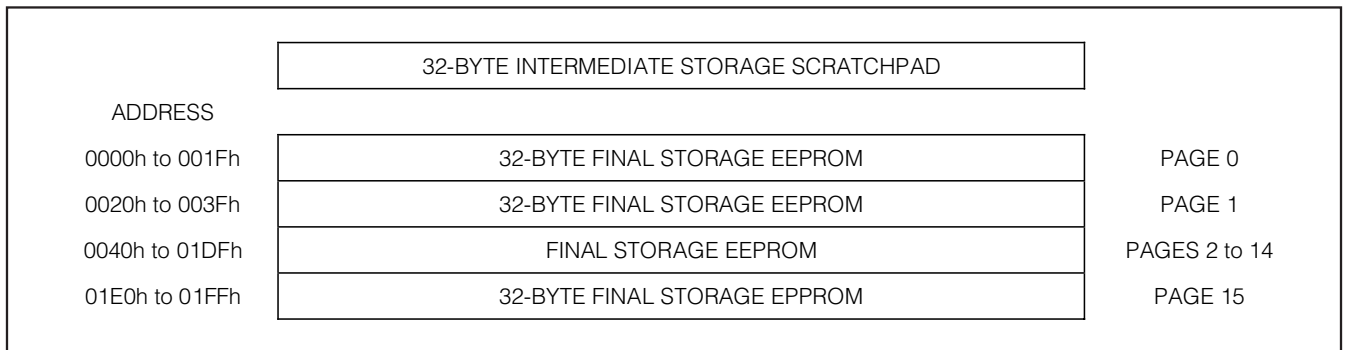 32-BYTE INTERMEDIATE STORAGE SCRATCHPAD
ADDRESS
0000h to 001Fh 32-BYTE FINAL STORAGE EEPROM PAGE 0
0020h to 003Fh 32-BYTE FINAL STORAGE EEPROM PAGE 1
0040h to 01DFh FINAL STORAGE EEPROM PAGES 2 to 14
01E0h to 01FFh 32-BYTE FINAL STORAGE EPPROM PAGE 15